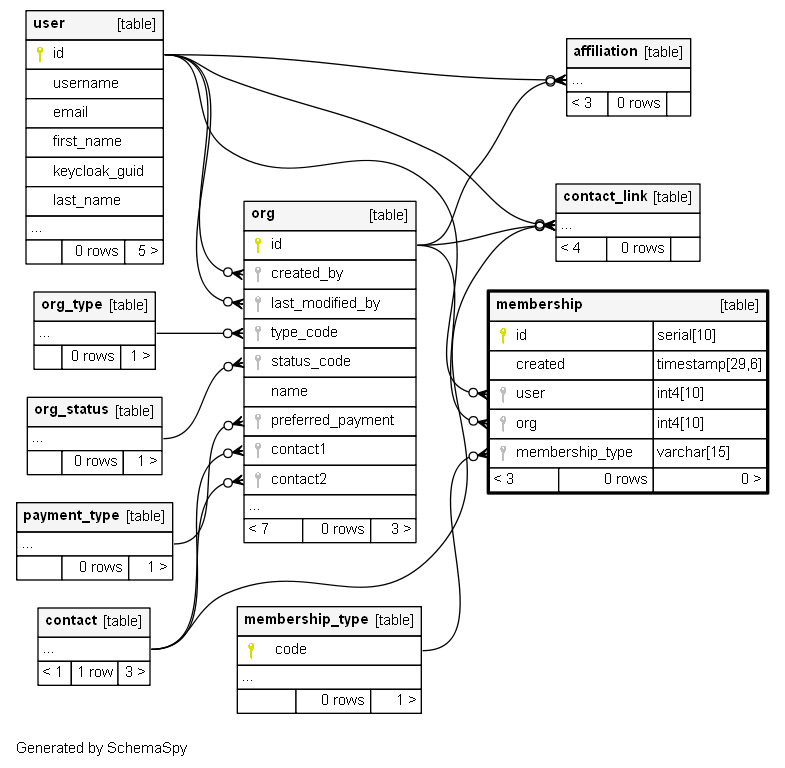 user [table]
id
username
email
first_name
keycloak_guid
last_name
...
0 rows 5 >
affiliation [table]
...
< 3 0 rows
contact_link [table]
...
< 4 0 rows
org [table]
id
created_by
last_modified_by
type_code
status_code
name
preferred_payment
contact1
contact2
...
< 7 0 rows 3 >
org_type [table]
...
0 rows 1 >
org_status [table]
...
0 rows 1 >
payment_type [table]
...
0 rows 1 >
contact [table]
...
< 1 1 row 3 >
membership [table]
id serial[10]
created timestamp[29,6]
user int4[10]
org int4[10]
membership_type varchar[15]
< 3 0 rows 0 >
membership_type [table]
code
...
0 rows 1 >
Generated by SchemaSpy